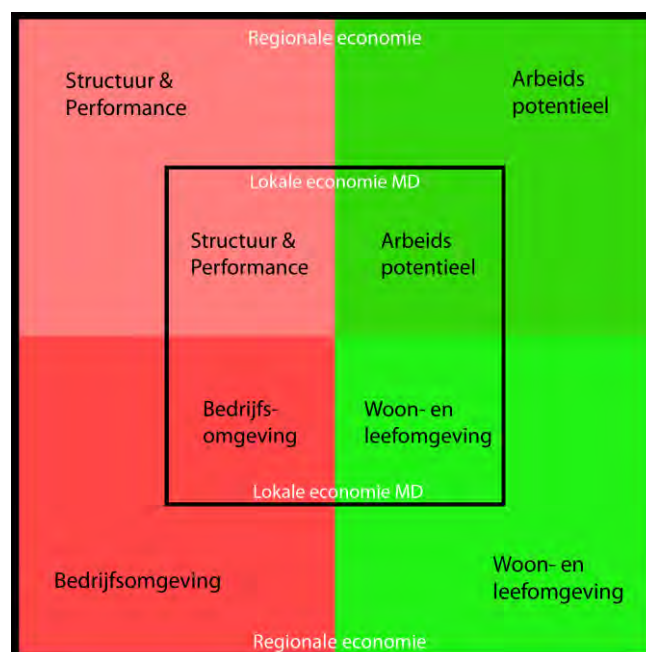 Regionale economie
Structuur &
Performance
Arbeids
potentieel
Lokale economie MD
Structuur &
Performance
Arbeids
potentieel
Bedrijfs-
omgeving
Woon- en
leefomgeving
Lokale economie MD
Bedrijfsomgeving
Woon- en
leefomgeving
Regionale economie